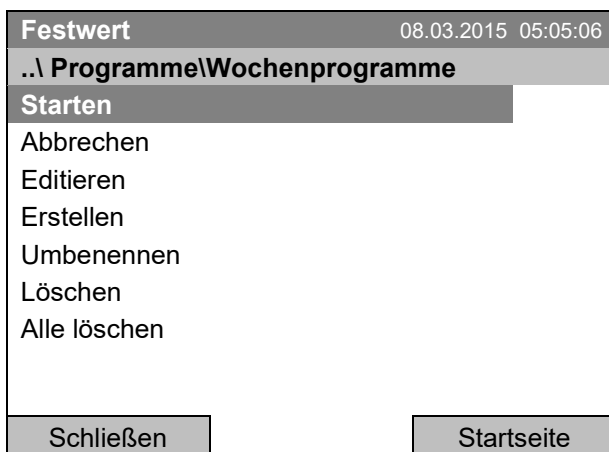 Festwert 08.03.2015 05:05:06
..\ Programme\Wochenprogramme
Starten
Abbrechen
Editieren
Erstellen
Umbenennen
Löschen
Alle löschen
Schließen Startseite